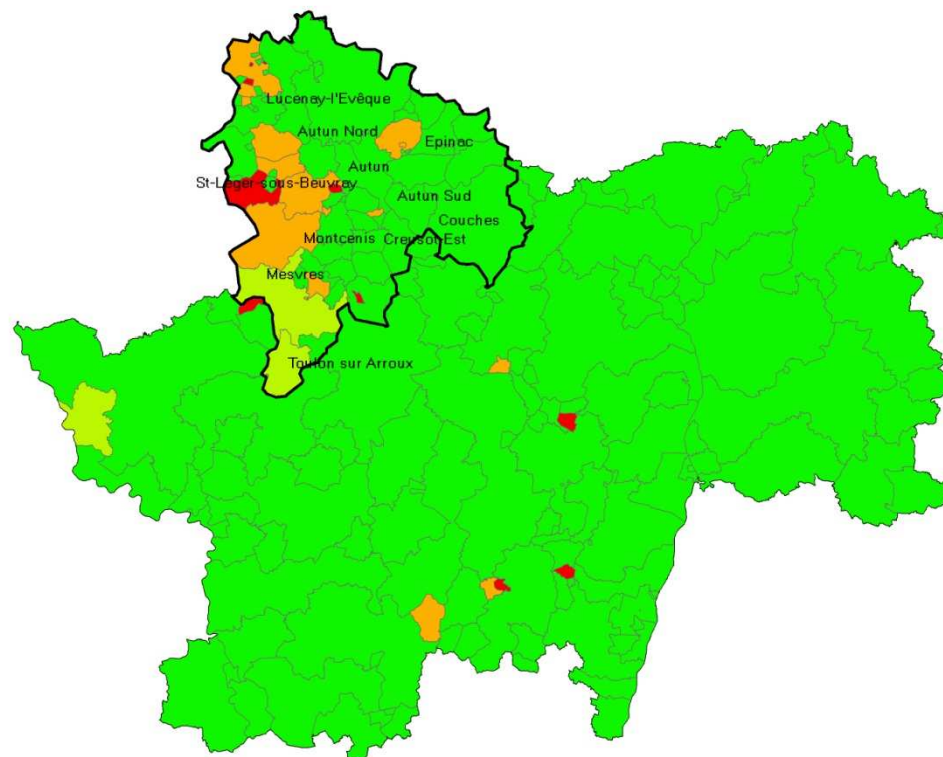 Lucenay-l'Evêque
Autun Nord
Epinac
Autun
St-Léger-sous-Beuvray
Autun Sud
Couches
Montcenis
Creusot-Est
Mesvres
Toulon sur Arroux